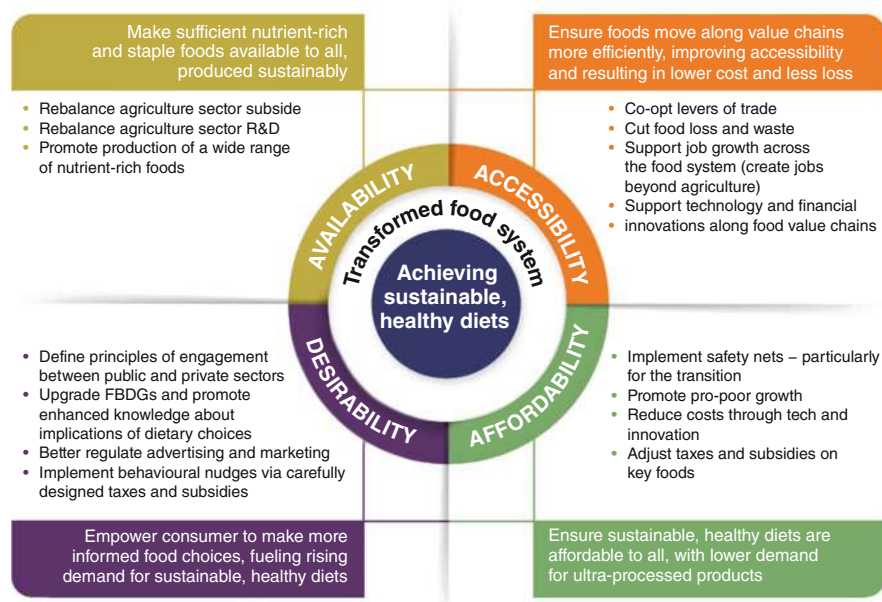 Make sufficient nutrient-rich
and staple foods available to all,
produced sustainably
• Rebalance agriculture sector subside
• Rebalance agriculture sector R&D
• Promote production of a wide range
of nutrient-rich foods
Ensure foods move along value chains
more efficiently, improving accessibility
and resulting in lower cost and less loss
• Co-opt levers of trade
• Cut food loss and waste
• Support job growth across
the food system (create jobs
beyond agriculture)
• Support technology and financial
• innovations along food value chains
AVAILABILITY
ACCESSIBILITY
Transformed food system
Achieving
sustainable,
healthy diets
DESIRABILITY
AFFORDABILITY
• Define principles of engagement
between public and private sectors
• Upgrade FBDGs and promote
enhanced knowledge about
implications of dietary choices
• Better regulate advertising and marketing
• Implement behavioural nudges via carefully
designed taxes and subsidies
Empower consumer to make more
informed food choices, fueling rising
demand for sustainable, healthy diets
• Implement safety nets – particularly
for the transition
• Promote pro-poor growth
• Reduce costs through tech and
innovation
• Adjust taxes and subsidies on
key foods
Ensure sustainable, healthy diets are
affordable to all, with lower demand
for ultra-processed products